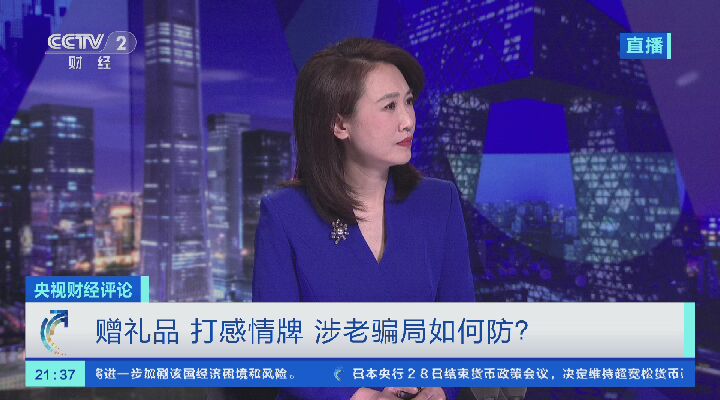 CCTV 2
财经
直播
央视财经评论
赠礼品 打感情牌 涉老骗局如何防?
21:37 将进一步加剧该国经济困境和风险。 日本央行28日结束货币政策会议，决定维持超宽松货币